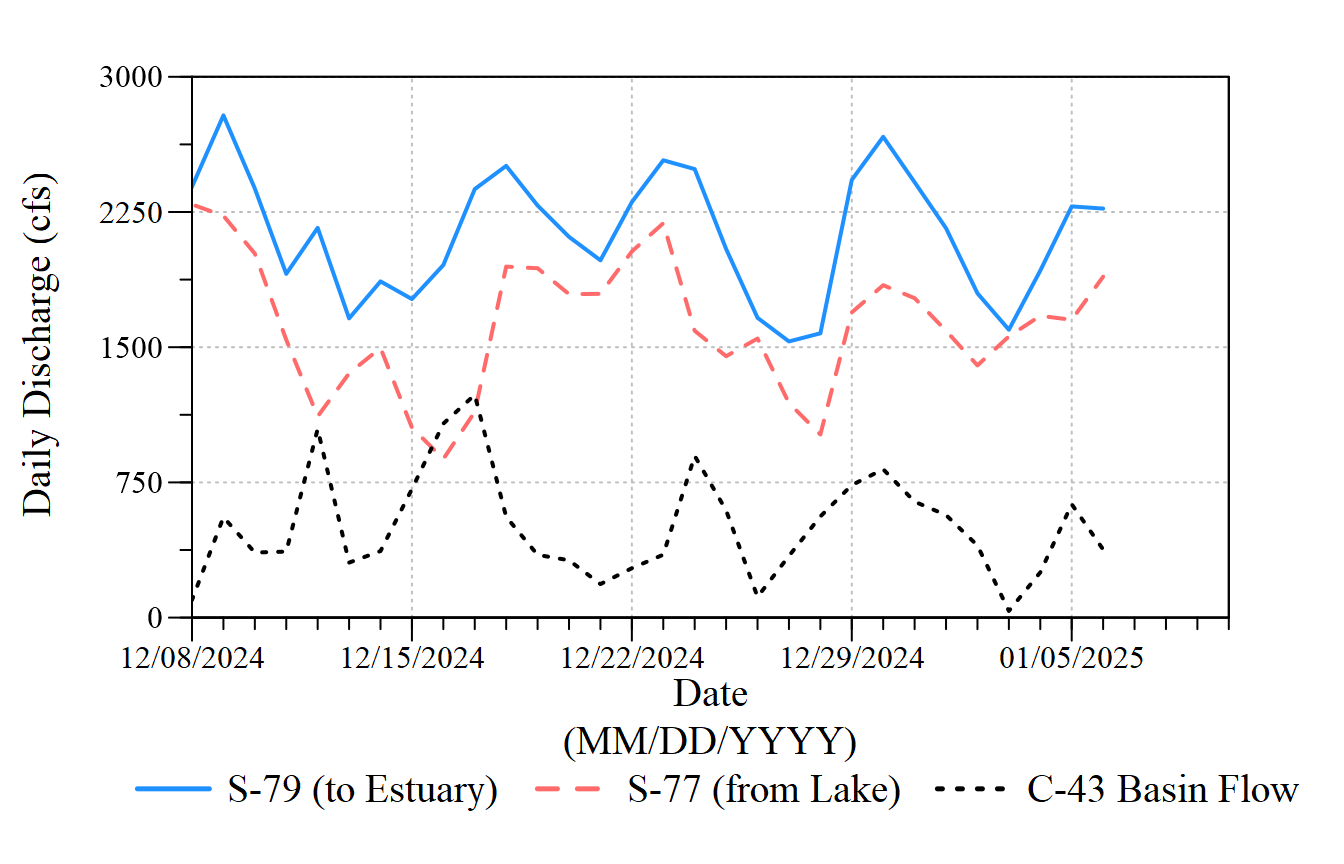 3000
2250
1500
750
0
Daily Discharge (cfs)
12/08/2024 12/15/2024 12/22/2024 12/29/2024 01/05/2025
Date
(MM/DD/YYYY)
S-79 (to Estuary) S-77 (from Lake) C-43 Basin Flow